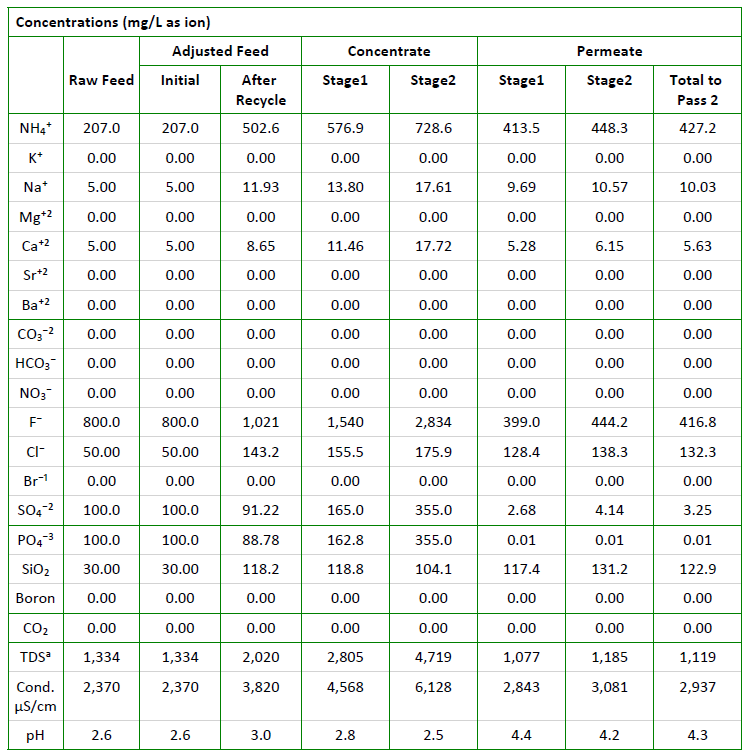 Concentrations (mg/L as ion)
Adjusted Feed Concentrate Permeate
Raw Feed Initial After Recycle Stage1 Stage2 Stage1 Stage2 Total to Pass 2
NH₄⁺ 207.0 207.0 502.6 576.9 728.6 413.5 448.3 427.2
K⁺ 0.00 0.00 0.00 0.00 0.00 0.00 0.00 0.00
Na⁺ 5.00 5.00 11.93 13.80 17.61 9.69 10.57 10.03
Mg⁺² 0.00 0.00 0.00 0.00 0.00 0.00 0.00 0.00
Ca⁺² 5.00 5.00 8.65 11.46 17.72 5.28 6.15 5.63
Sr⁺² 0.00 0.00 0.00 0.00 0.00 0.00 0.00 0.00
Ba⁺² 0.00 0.00 0.00 0.00 0.00 0.00 0.00 0.00
CO₃⁻² 0.00 0.00 0.00 0.00 0.00 0.00 0.00 0.00
HCO₃⁻ 0.00 0.00 0.00 0.00 0.00 0.00 0.00 0.00
NO₃⁻ 0.00 0.00 0.00 0.00 0.00 0.00 0.00 0.00
F⁻ 800.0 800.0 1,021 1,540 2,834 399.0 444.2 416.8
Cl⁻ 50.00 50.00 143.2 155.5 175.9 128.4 138.3 132.3
Br⁻¹ 0.00 0.00 0.00 0.00 0.00 0.00 0.00 0.00
SO₄⁻² 100.0 100.0 91.22 165.0 355.0 2.68 4.14 3.25
PO₄⁻³ 100.0 100.0 88.78 162.8 355.0 0.01 0.01 0.01
SiO₂ 30.00 30.00 118.2 118.8 104.1 117.4 131.2 122.9
Boron 0.00 0.00 0.00 0.00 0.00 0.00 0.00 0.00
CO₂ 0.00 0.00 0.00 0.00 0.00 0.00 0.00 0.00
TDSᵃ 1,334 1,334 2,020 2,805 4,719 1,077 1,185 1,119
Cond. µS/cm 2,370 2,370 3,820 4,568 6,128 2,843 3,081 2,937
pH 2.6 2.6 3.0 2.8 2.5 4.4 4.2 4.3